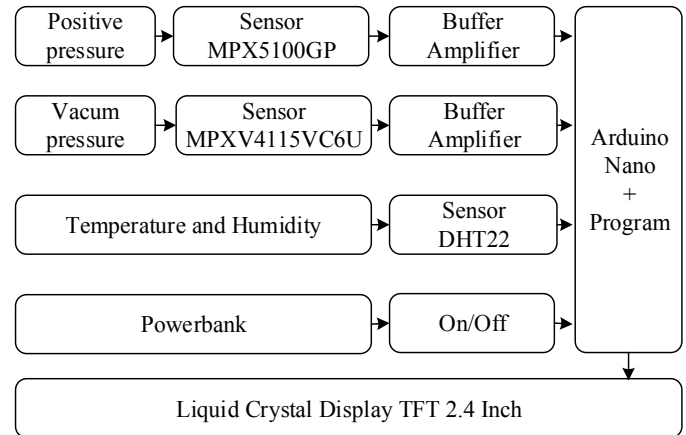 Positive
pressure
Sensor
MPX5100GP
Buffer
Amplifier
Vacum
pressure
Sensor
MPXV4115VC6U
Buffer
Amplifier
Arduino
Nano
+
Program
Temperature and Humidity
Sensor
DHT22
Powerbank
On/Off
Liquid Crystal Display TFT 2.4 Inch